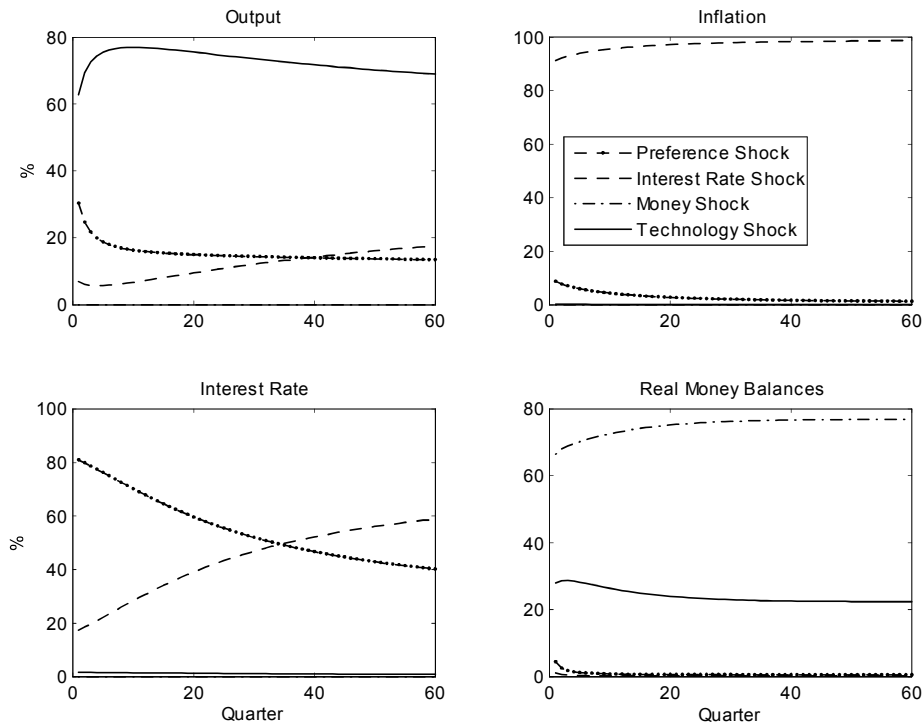 Output
80
60
40
20
0
%
0 20 40 60
Inflation
100
80
60
40
20
0
Preference Shock
Interest Rate Shock
Money Shock
Technology Shock
0 20 40 60
Interest Rate
100
80
60
40
20
0
%
0 20 40 60
Quarter
Real Money Balances
80
60
40
20
0
0 20 40 60
Quarter